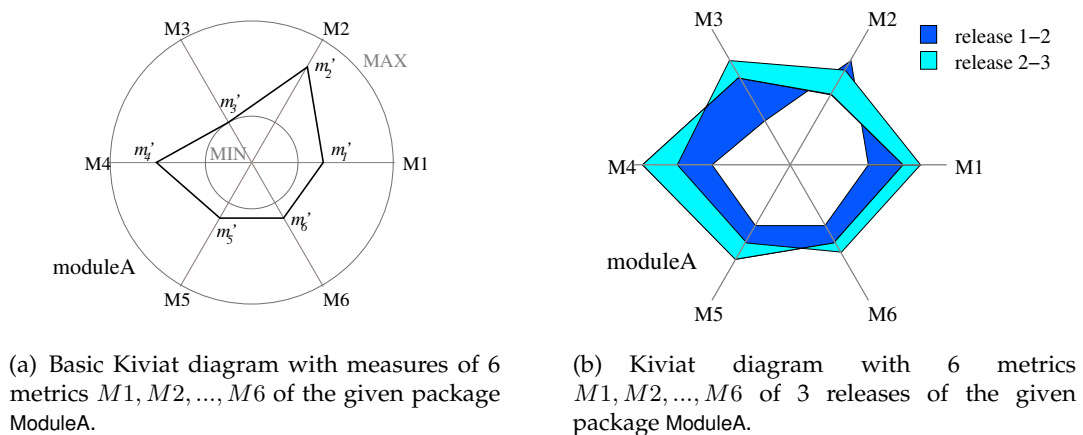 M3
M2
MAX
m2'
m3'
M4
m4'
MIN
m1'
M1
m5'
m6'
moduleA
M5
M6
(a) Basic Kiviat diagram with measures of 6
metrics M1, M2, ..., M6 of the given package
ModuleA.
M3
M2
release 1–2
release 2–3
M4
M1
moduleA
M5
M6
(b) Kiviat diagram with 6 metrics
M1, M2, ..., M6 of 3 releases of the given
package ModuleA.